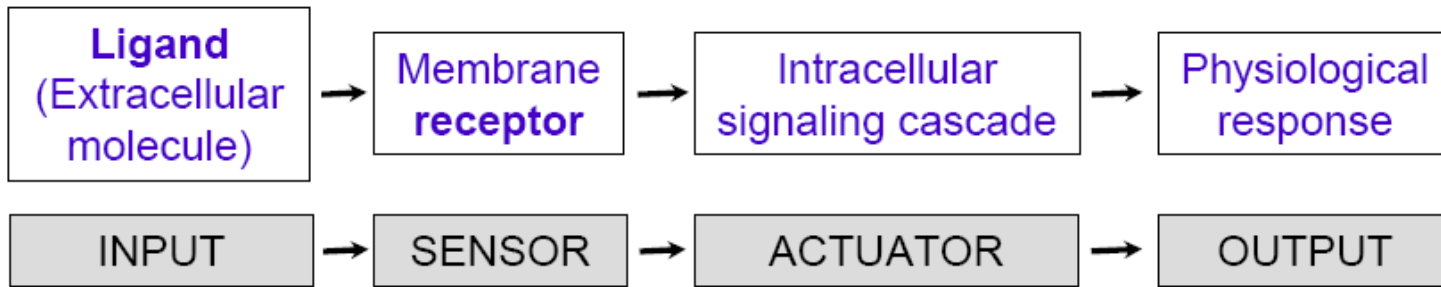 Ligand
(Extracellular
molecule)
Membrane
receptor
Intracellular
signaling cascade
Physiological
response
INPUT
SENSOR
ACTUATOR
OUTPUT